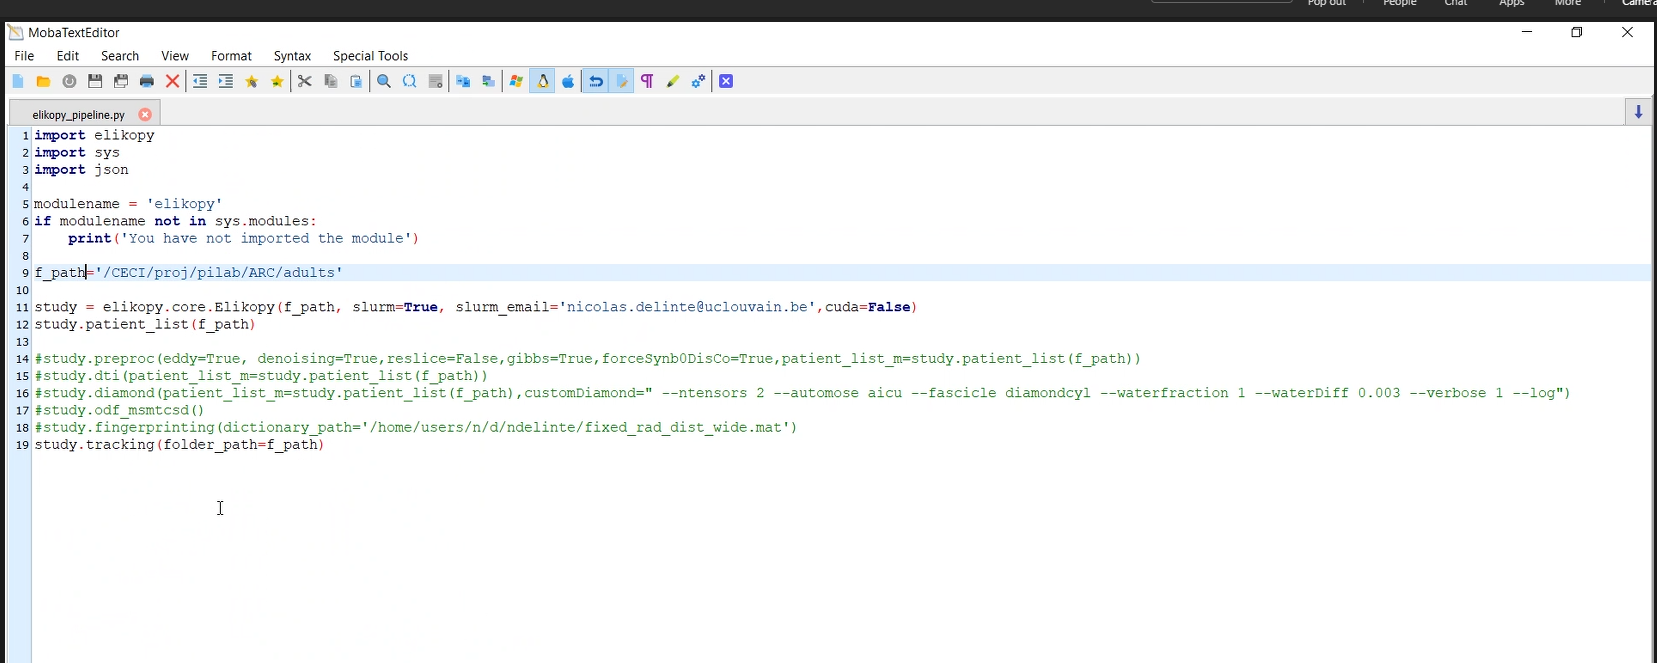 Pop out People Chat Apps More Camera
MobaTextEditor
File Edit Search View Format Syntax Special Tools
elikopy_pipeline.py
1 import elikopy
2 import sys
3 import json
4
5 modulename = 'elikopy'
6 if modulename not in sys.modules:
7     print('You have not imported the module')
8
9 f_path='/CECI/proj/pilab/ARC/adults'
10
11 study = elikopy.core.Elikopy(f_path, slurm=True, slurm_email='nicolas.delinte@uclouvain.be',cuda=False)
12 study.patient_list(f_path)
13
14 #study.preproc(eddy=True, denoising=True,reslice=False,gibbs=True,forceSynb0DisCo=True,patient_list_m=study.patient_list(f_path))
15 #study.dti(patient_list_m=study.patient_list(f_path))
16 #study.diamond(patient_list_m=study.patient_list(f_path),customDiamond=" --ntensors 2 --automose aicu --fascicle diamondcyl --waterfraction 1 --waterDiff 0.003 --verbose 1 --log")
17 #study.odf_msmtcsd()
18 #study.fingerprinting(dictionary_path='/home/users/n/d/ndelinte/fixed_rad_dist_wide.mat')
19 study.tracking(folder_path=f_path)